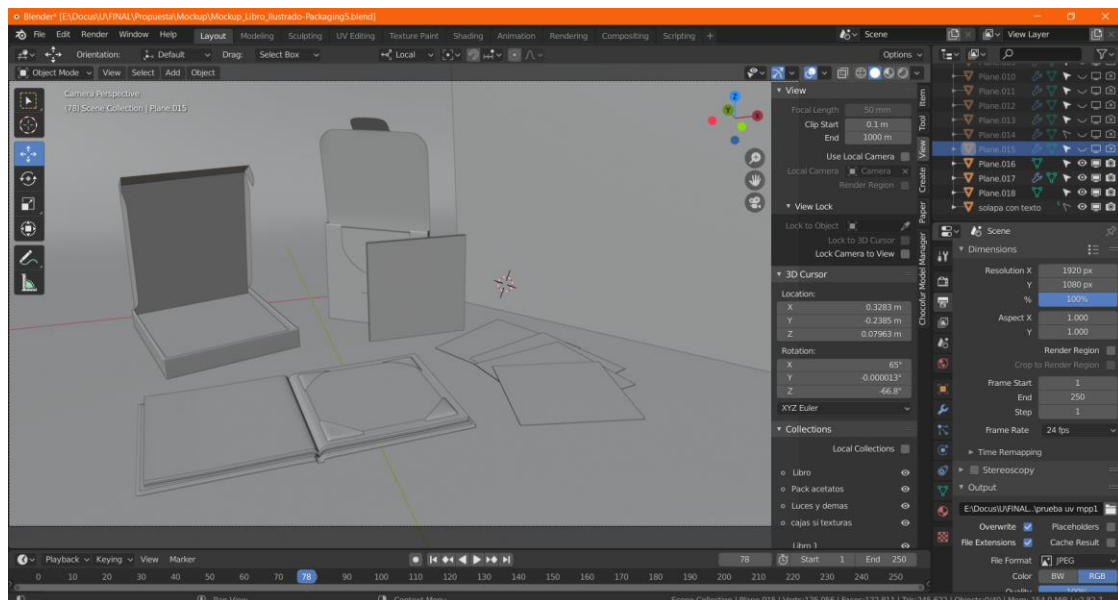 Blender* [E:\Docus\U\FINAL\Propuesta\Mockup\Mockup_Libro_Ilustrado-Packaging5.blend]
File Edit Render Window Help Layout Modeling Sculpting UV Editing Texture Paint Shading Animation Rendering Compositing Scripting + Scene View Layer
Orientation: Default Drag: Select Box Local Options
Object Mode View Select Add Object
Camera Perspective
(78) Scene Collection | Plane.015
Z
Y
X
View
Focal Length 50 mm
Clip Start 0.1 m
End 1000 m
Use Local Camera
Local Camera Camera
Render Region
View Lock
Lock to Object
Lock to 3D Cursor
Lock Camera to View
3D Cursor
Location:
X 0.3283 m
Y -0.2385 m
Z 0.07963 m
Rotation:
X 65°
Y -0.000013°
Z -66.8°
XYZ Euler
Collections
Local Collections
Libro
Pack acetatos
Luces y demas
cajas si texturas
Libro 1
Item
Tool
View
Create
Paper
Chocofur Model Manager
Plane.010
Plane.011
Plane.012
Plane.013
Plane.014
Plane.015
Plane.016
Plane.017
Plane.018
solapa con texto
Scene
Dimensions
Resolution X 1920 px
Y 1080 px
% 100%
Aspect X 1.000
Y 1.000
Render Region
Crop to Render Region
Frame Start 1
End 250
Step 1
Frame Rate 24 fps
Time Remapping
Stereoscopy
Output
E:\Docus\U\FINAL..\prueba uv mpp1
Overwrite Placeholders
File Extensions Cache Result
File Format JPEG
Color BW RGB
Quality 100%
Playback Keying View Marker 78 Start 1 End 250
0 10 20 30 40 50 60 70 78 90 100 110 120 130 140 150 160 170 180 190 200 210 220 230 240 250
Pan View Context Menu